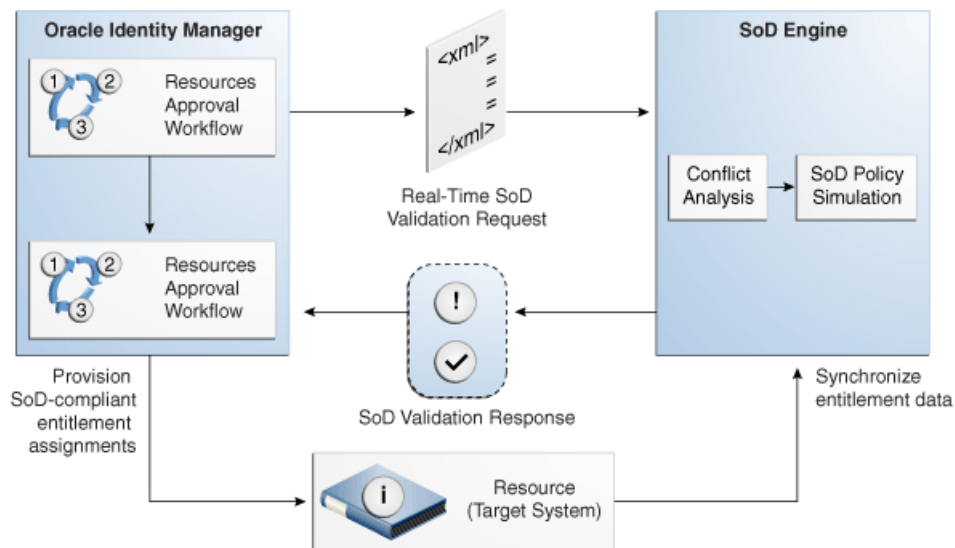 Oracle Identity Manager
1
2
3
Resources
Approval
Workflow
1
2
3
Resources
Approval
Workflow
<xml>
=
=
=
</xml>
Real-Time SoD
Validation Request
SoD Engine
Conflict
Analysis
SoD Policy
Simulation
!
SoD Validation Response
Provision
SoD-compliant
entitlement
assignments
Synchronize
entitlement data
i
Resource
(Target System)